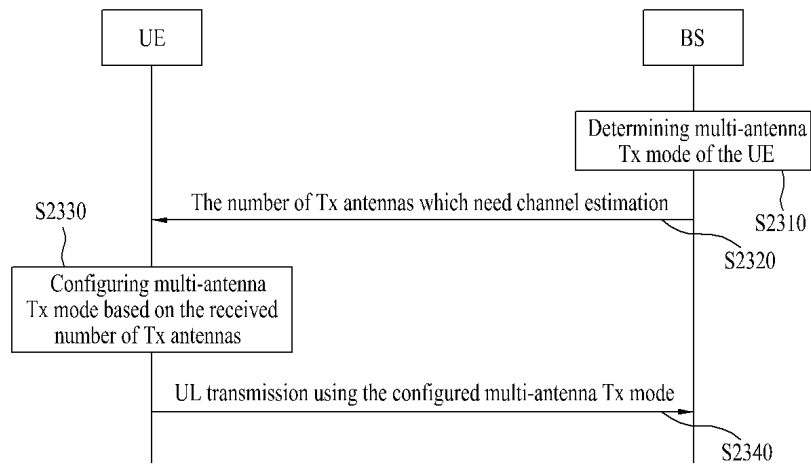 UE
BS
Determining multi-antenna
Tx mode of the UE
S2310
The number of Tx antennas which need channel estimation
S2320
S2330
Configuring multi-antenna
Tx mode based on the received
number of Tx antennas
UL transmission using the configured multi-antenna Tx mode
S2340